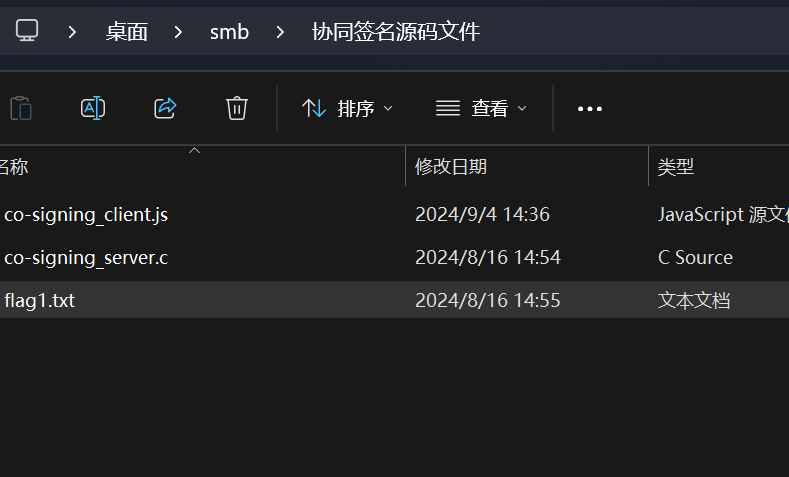 桌面 > smb > 协同签名源码文件
排序 查看
名称 修改日期 类型
co-signing_client.js 2024/9/4 14:36 JavaScript 源文件
co-signing_server.c 2024/8/16 14:54 C Source
flag1.txt 2024/8/16 14:55 文本文档